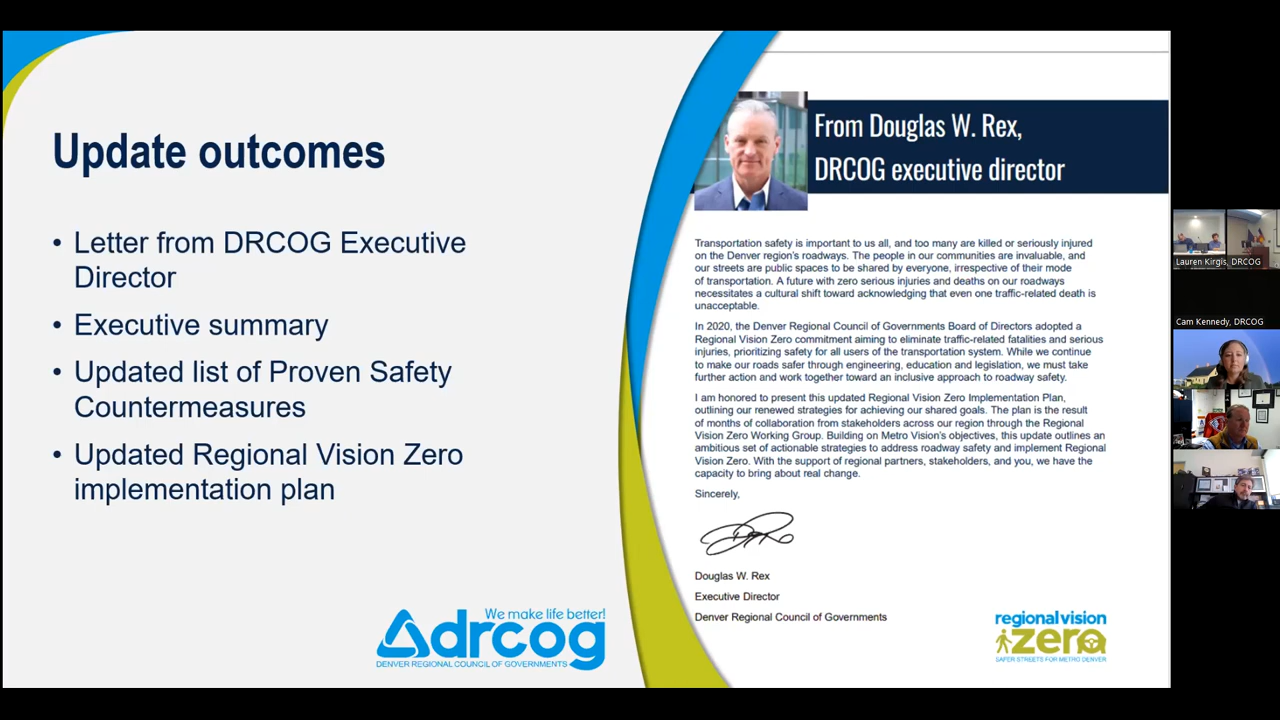 Update outcomes
• Letter from DRCOG Executive
Director
• Executive summary
• Updated list of Proven Safety
Countermeasures
• Updated Regional Vision Zero
implementation plan
We make life better!
drcog
DENVER REGIONAL COUNCIL OF GOVERNMENTS
From Douglas W. Rex,
DRCOG executive director
Transportation safety is important to us all, and too many are killed or seriously injured
on the Denver region's roadways. The people in our communities are invaluable, and
our streets are public spaces to be shared by everyone, irrespective of their mode
of transportation. A future with zero serious injuries and deaths on our roadways
necessitates a cultural shift toward acknowledging that even one traffic-related death is
unacceptable.
In 2020, the Denver Regional Council of Governments Board of Directors adopted a
Regional Vision Zero commitment aiming to eliminate traffic-related fatalities and serious
injuries, prioritizing safety for all users of the transportation system. While we continue
to make our roads safer through engineering, education and legislation, we must take
further action and work together toward an inclusive approach to roadway safety.
I am honored to present this updated Regional Vision Zero Implementation Plan,
outlining our renewed strategies for achieving our shared goals. The plan is the result
of months of collaboration from stakeholders across our region through the Regional
Vision Zero Working Group. Building on Metro Vision's objectives, this update outlines an
ambitious set of actionable strategies to address roadway safety and implement Regional
Vision Zero. With the support of regional partners, stakeholders, and you, we have the
capacity to bring about real change.
Sincerely,
Douglas W. Rex
Executive Director
Denver Regional Council of Governments
regionalvision
zero
SAFER STREETS FOR METRO DENVER
Lauren Kirgis, DRCOG
Cam Kennedy, DRCOG